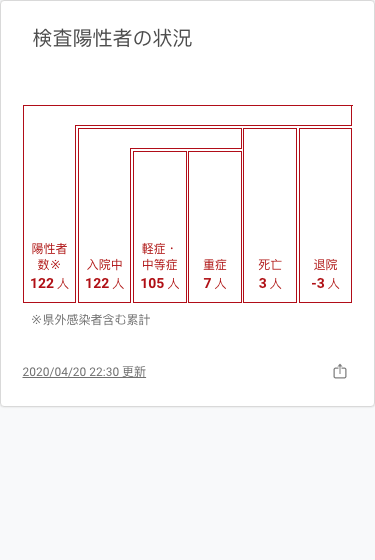 検査陽性者の状況
陽性者
数※
122 人
入院中
122 人
軽症・
中等症
105 人
重症
7 人
死亡
3 人
退院
-3 人
※県外感染者含む累計
2020/04/20 22:30 更新